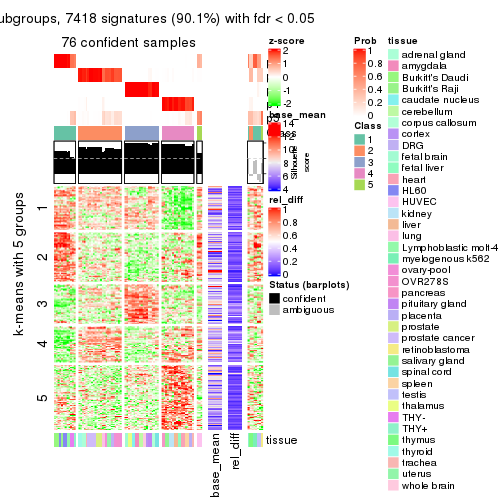 ubgroups, 7418 signatures (90.1%) with fdr < 0.05
76 confident samples
k-means with 5 groups
1
2
3
4
5
Silhouette
score
base_mean
rel_diff
tissue
z-score
2
1
0
-1
base_mean
14
12
10
8
6
4
rel_diff
1
0.8
0.6
0.4
0.2
0
Status (barplots)
confident
ambiguous
Prob
1
0.8
0.6
0.4
0.2
0
Class
1
2
3
4
5
tissue
adrenal gland
amygdala
Burkitt's Daudi
Burkitt's Raji
caudate nucleus
cerebellum
corpus callosum
cortex
DRG
fetal brain
fetal liver
heart
HL60
HUVEC
kidney
liver
lung
Lymphoblastic molt-4
myelogenous k562
ovary-pool
OVR278S
pancreas
pituitary gland
placenta
prostate
prostate cancer
retinoblastoma
salivary gland
spinal cord
spleen
testis
thalamus
THY-
THY+
thymus
thyroid
trachea
uterus
whole brain